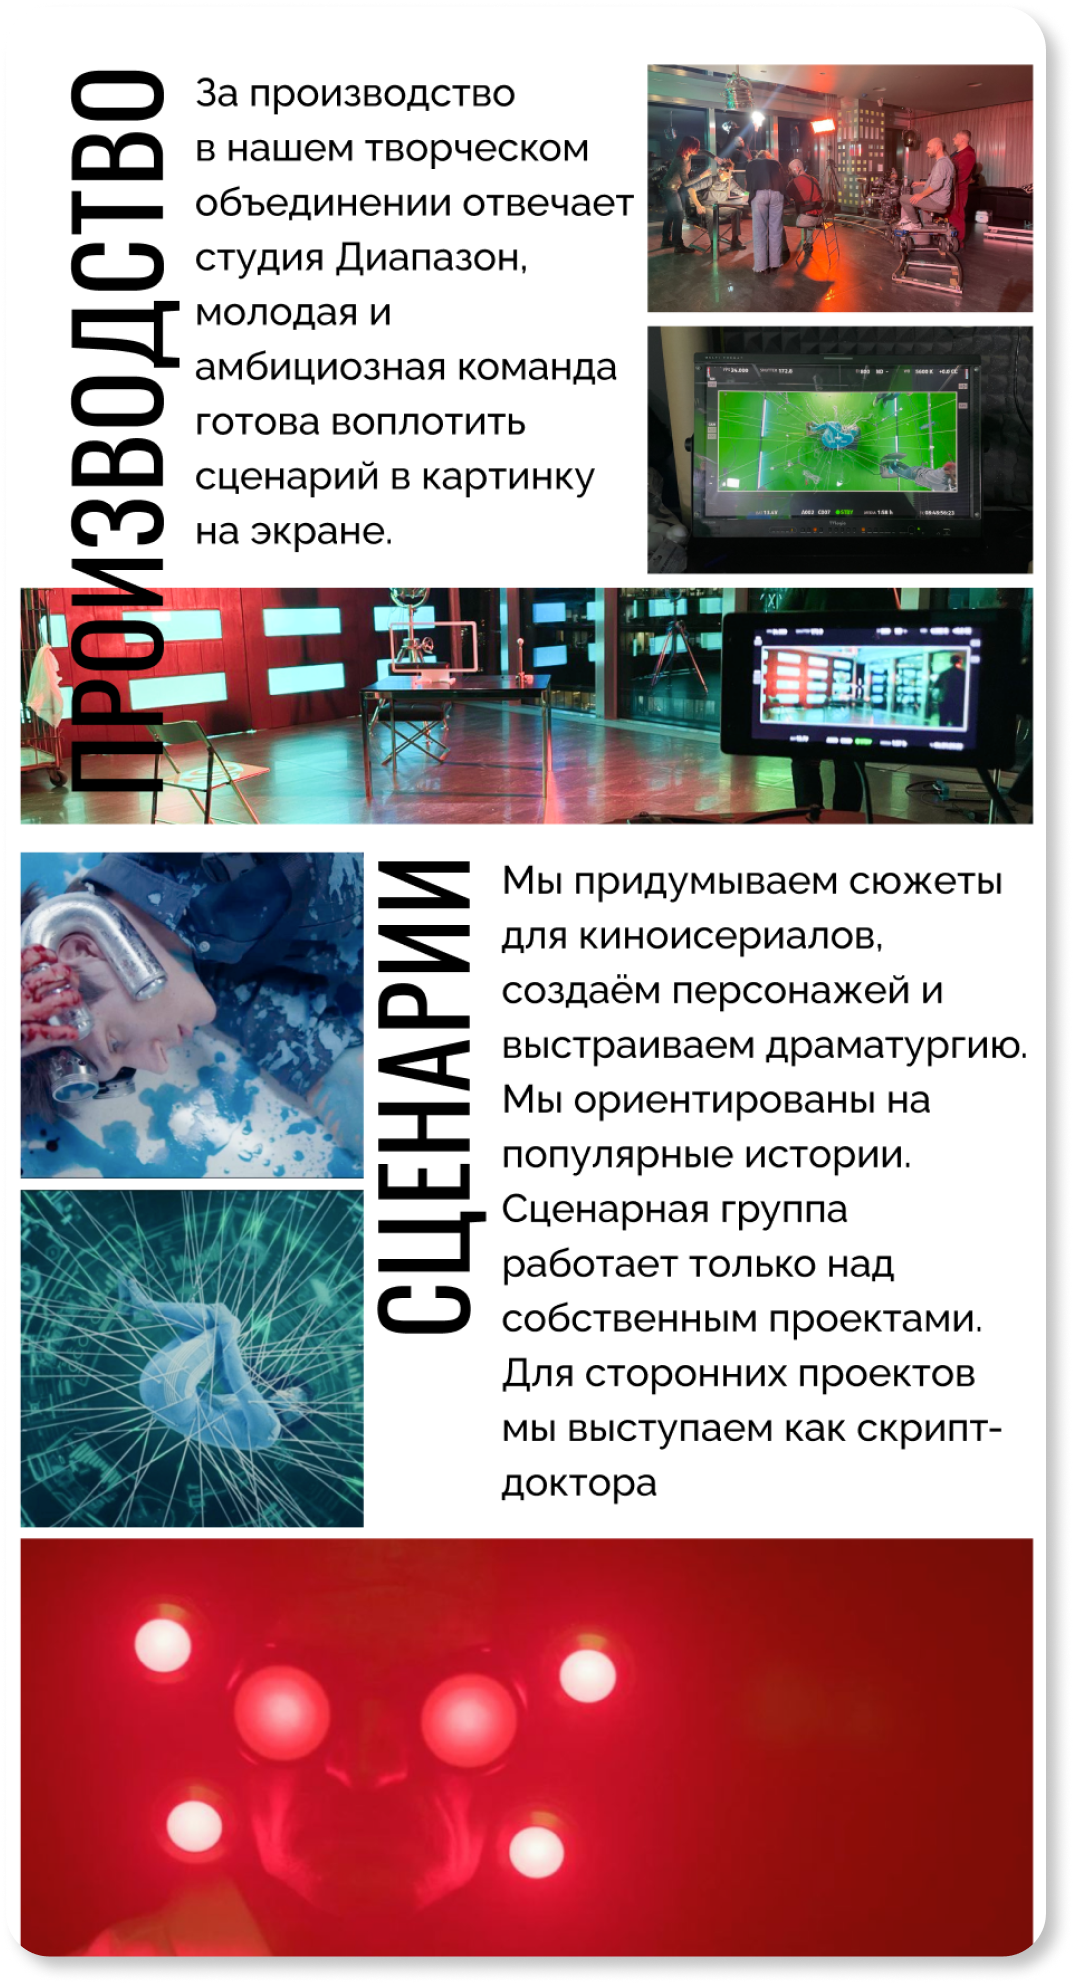 ПРОИЗВОДСТВО
За производство
в нашем творческом
объединении отвечает
студия Диапазон,
молодая и
амбициозная команда
готова воплотить
сценарий в картинку
на экране.
СЦЕНАРИИ
Мы придумываем сюжеты
для киноисериалов,
создаём персонажей и
выстраиваем драматургию.
Мы ориентированы на
популярные истории.
Сценарная группа
работает только над
собственным проектами.
Для сторонних проектов
мы выступаем как скрипт-
доктора